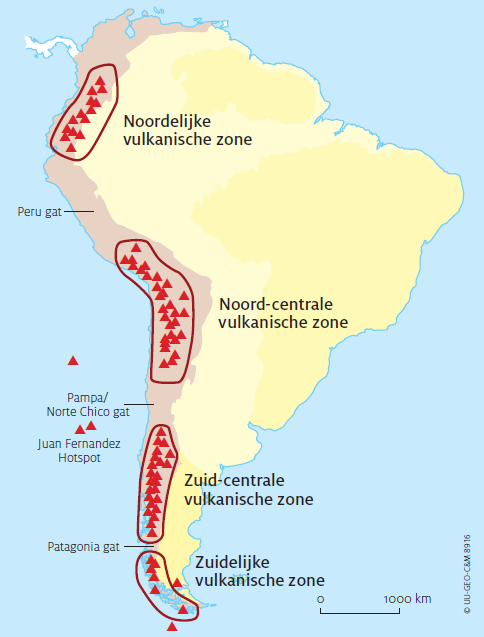 Noordelijke
vulkanische zone
Peru gat
Noord-centrale
vulkanische zone
Pampa/
Norte Chico gat
Juan Fernandez
Hotspot
Zuid-centrale
vulkanische zone
Patagonia gat
Zuidelijke
vulkanische zone
0 1000 km
© UU-GEO-C&M 8916